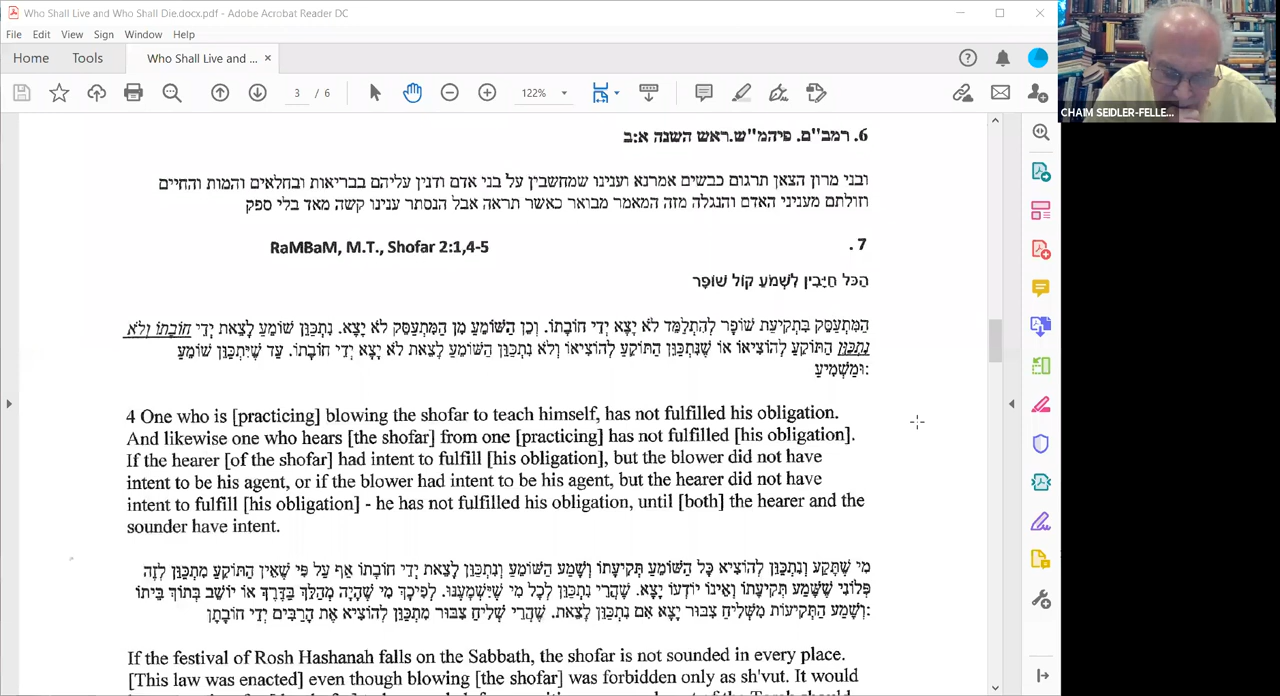 Who Shall Live and Who Shall Die.docx.pdf - Adobe Acrobat Reader DC
File Edit View Sign Window Help
Home Tools Who Shall Live and ... ×
3 / 6 122%
CHAIM SEIDLER-FELLE...
6. רמב"ם. פיהמ"ש.ראש השנה א:ב
ובני מרון הצאן תרגום כבשים אמרנא וענינו שמחשבין על בני אדם ודנין עליהם בבריאות ובחלאים והמות והחיים
וזולתם מעניני האדם והנגלה מזה המאמר מבואר כאשר תראה אבל הנסתר ענינו קשה מאד בלי ספק
7. RaMBaM, M.T., Shofar 2:1,4-5
הַכֹּל חַיָּבִין לִשְׁמֹעַ קוֹל שׁוֹפָר
הַמִּתְעַסֵּק בִּתְקִיעַת שׁוֹפָר לְהִתְלַמֵּד לֹא יָצָא יְדֵי חוֹבָתוֹ. וְכֵן הַשּׁוֹמֵעַ מִן הַמִּתְעַסֵּק לֹא יָצָא. נִתְכַּוֵּן שׁוֹמֵעַ לָצֵאת יְדֵי חוֹבָתוֹ וְלֹא
נִתְכַּוֵּן הַתּוֹקֵעַ לְהוֹצִיאוֹ אוֹ שֶׁנִּתְכַּוֵּן הַתּוֹקֵעַ לְהוֹצִיאוֹ וְלֹא נִתְכַּוֵּן הַשּׁוֹמֵעַ לָצֵאת לֹא יָצָא יְדֵי חוֹבָתוֹ. עַד שֶׁיִּתְכַּוֵּן שׁוֹמֵעַ
וּמַשְׁמִיעַ:
4 One who is [practicing] blowing the shofar to teach himself, has not fulfilled his obligation.
And likewise one who hears [the shofar] from one [practicing] has not fulfilled [his obligation].
If the hearer [of the shofar] had intent to fulfill [his obligation], but the blower did not have
intent to be his agent, or if the blower had intent to be his agent, but the hearer did not have
intent to fulfill [his obligation] - he has not fulfilled his obligation, until [both] the hearer and the
sounder have intent.
מִי שֶׁתָּקַע וְנִתְכַּוֵּן לְהוֹצִיא כָּל הַשּׁוֹמֵעַ תְּקִיעָתוֹ וְשָׁמַע הַשּׁוֹמֵעַ וְנִתְכַּוֵּן לָצֵאת יְדֵי חוֹבָתוֹ אַף עַל פִּי שֶׁאֵין הַתּוֹקֵעַ מִתְכַּוֵּן לְזֶה
פְּלוֹנִי שֶׁשָּׁמַע תְּקִיעָתוֹ וְאֵינוֹ יוֹדְעוֹ יָצָא. שֶׁהֲרֵי נִתְכַּוֵּן לְכָל מִי שֶׁיִּשְׁמָעֶנּוּ. לְפִיכָךְ מִי שֶׁהָיָה מְהַלֵּךְ בַּדֶּרֶךְ אוֹ יוֹשֵׁב בְּתוֹךְ בֵּיתוֹ
וְשָׁמַע הַתְּקִיעוֹת מִשְּׁלִיחַ צִבּוּר יָצָא אִם נִתְכַּוֵּן לָצֵאת. שֶׁהֲרֵי שְׁלִיחַ צִבּוּר מִתְכַּוֵּן לְהוֹצִיא אֶת הָרַבִּים יְדֵי חוֹבָתָן:
If the festival of Rosh Hashanah falls on the Sabbath, the shofar is not sounded in every place.
[This law was enacted] even though blowing [the shofar] was forbidden only as sh'vut. It would